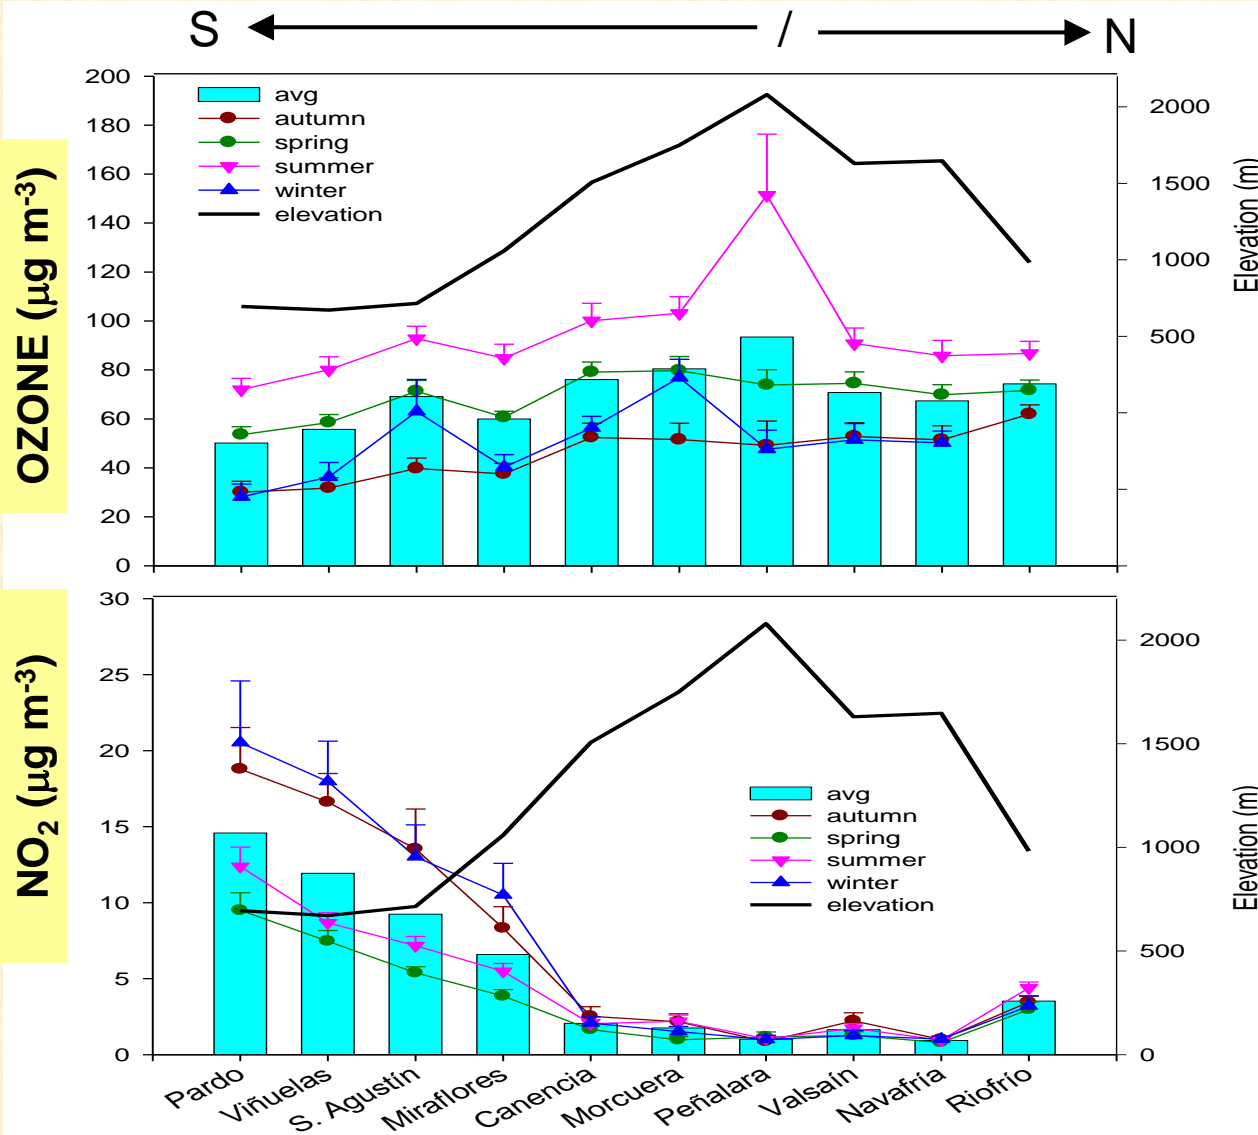 S / N
OZONE (μg m-3)
200
180
160
140
120
100
80
60
40
20
0
avg
autumn
spring
summer
winter
elevation
2000
1500
1000
500
Elevation (m)
NO2 (μg m-3)
30
25
20
15
10
5
0
avg
autumn
spring
summer
winter
elevation
2000
1500
1000
500
0
Elevation (m)
Pardo
Viñuelas
S. Agustín
Miraflores
Canencia
Morcuera
Peñalara
Valsaín
Navafría
Riofrío